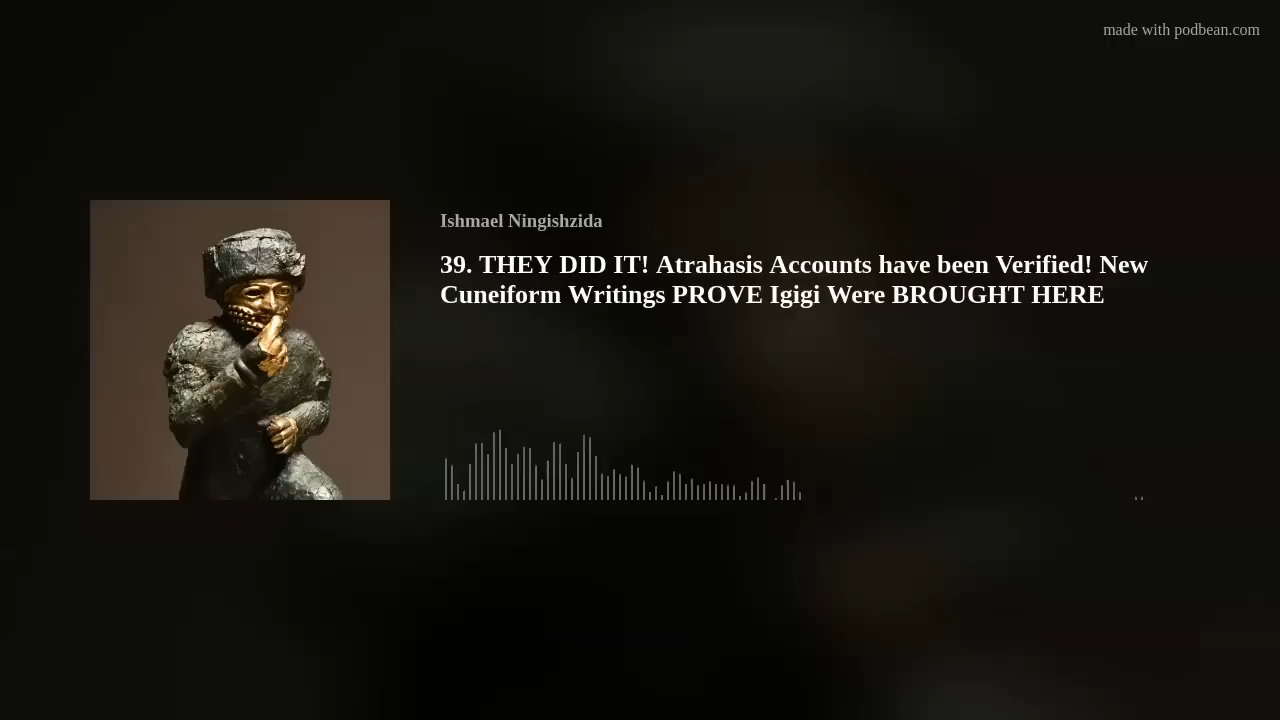 made with podbean.com
Ishmael Ningishzida
39. THEY DID IT! Atrahasis Accounts have been Verified! New
Cuneiform Writings PROVE Igigi Were BROUGHT HERE